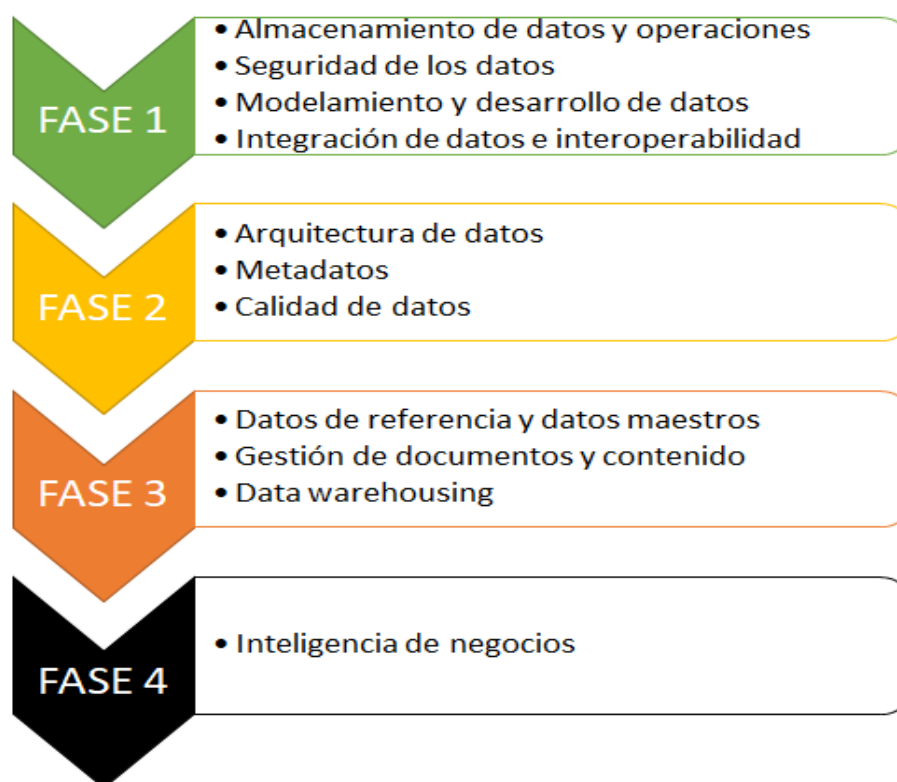 FASE 1
• Almacenamiento de datos y operaciones
• Seguridad de los datos
• Modelamiento y desarrollo de datos
• Integración de datos e interoperabilidad
FASE 2
• Arquitectura de datos
• Metadatos
• Calidad de datos
FASE 3
• Datos de referencia y datos maestros
• Gestión de documentos y contenido
• Data warehousing
FASE 4
• Inteligencia de negocios